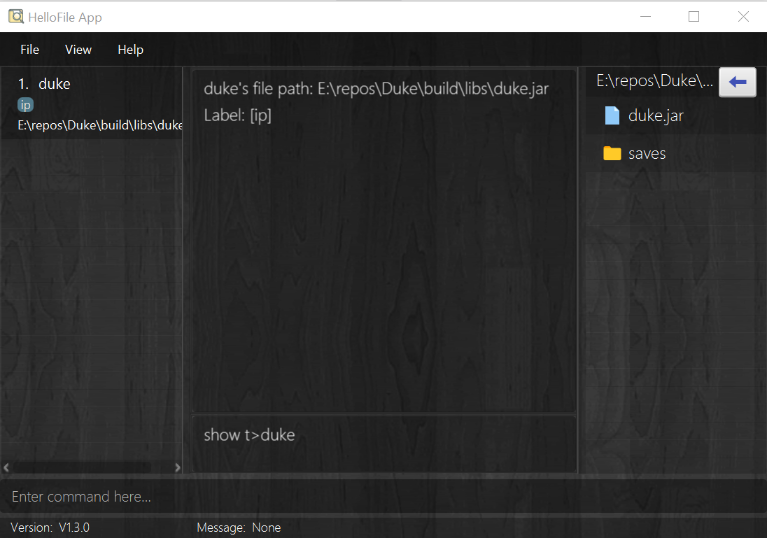 HelloFile App
File View Help
1. duke
ip
E:\repos\Duke\build\libs\duke
duke's file path: E:\repos\Duke\build\libs\duke.jar
Label: [ip]
show t>duke
E:\repos\Duke\...
duke.jar
saves
Enter command here...
Version: V1.3.0
Message: None